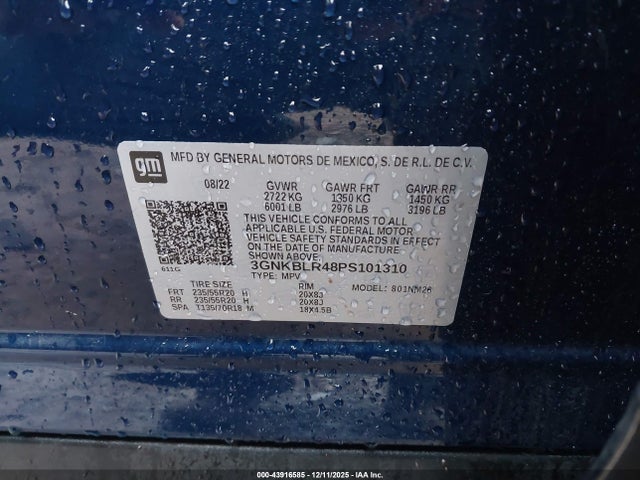 gm
MFD BY GENERAL MOTORS DE MEXICO, S. DE R.L. DE C.V.
08/22 GVWR GAWR FRT GAWR RR
2722 KG 1350 KG 1450 KG
6001 LB 2976 LB 3196 LB
THIS VEHICLE CONFORMS TO ALL
APPLICABLE U.S. FEDERAL MOTOR
VEHICLE SAFETY AND THEFT PREVENTION
STANDARDS IN EFFECT ON THE DATE OF MANUFACTURE
SHOWN ABOVE.
3GNKBLR48PS101310
611G TYPE: MPV MODEL: 801NM26
TIRE SIZE RIM
FRT 235/55R20 H 20X8J
RR 235/55R20 H 20X8J
SPA T135/70R18 M 18X4.5B
000-43916585 - 12/11/2025 - IAA Inc.